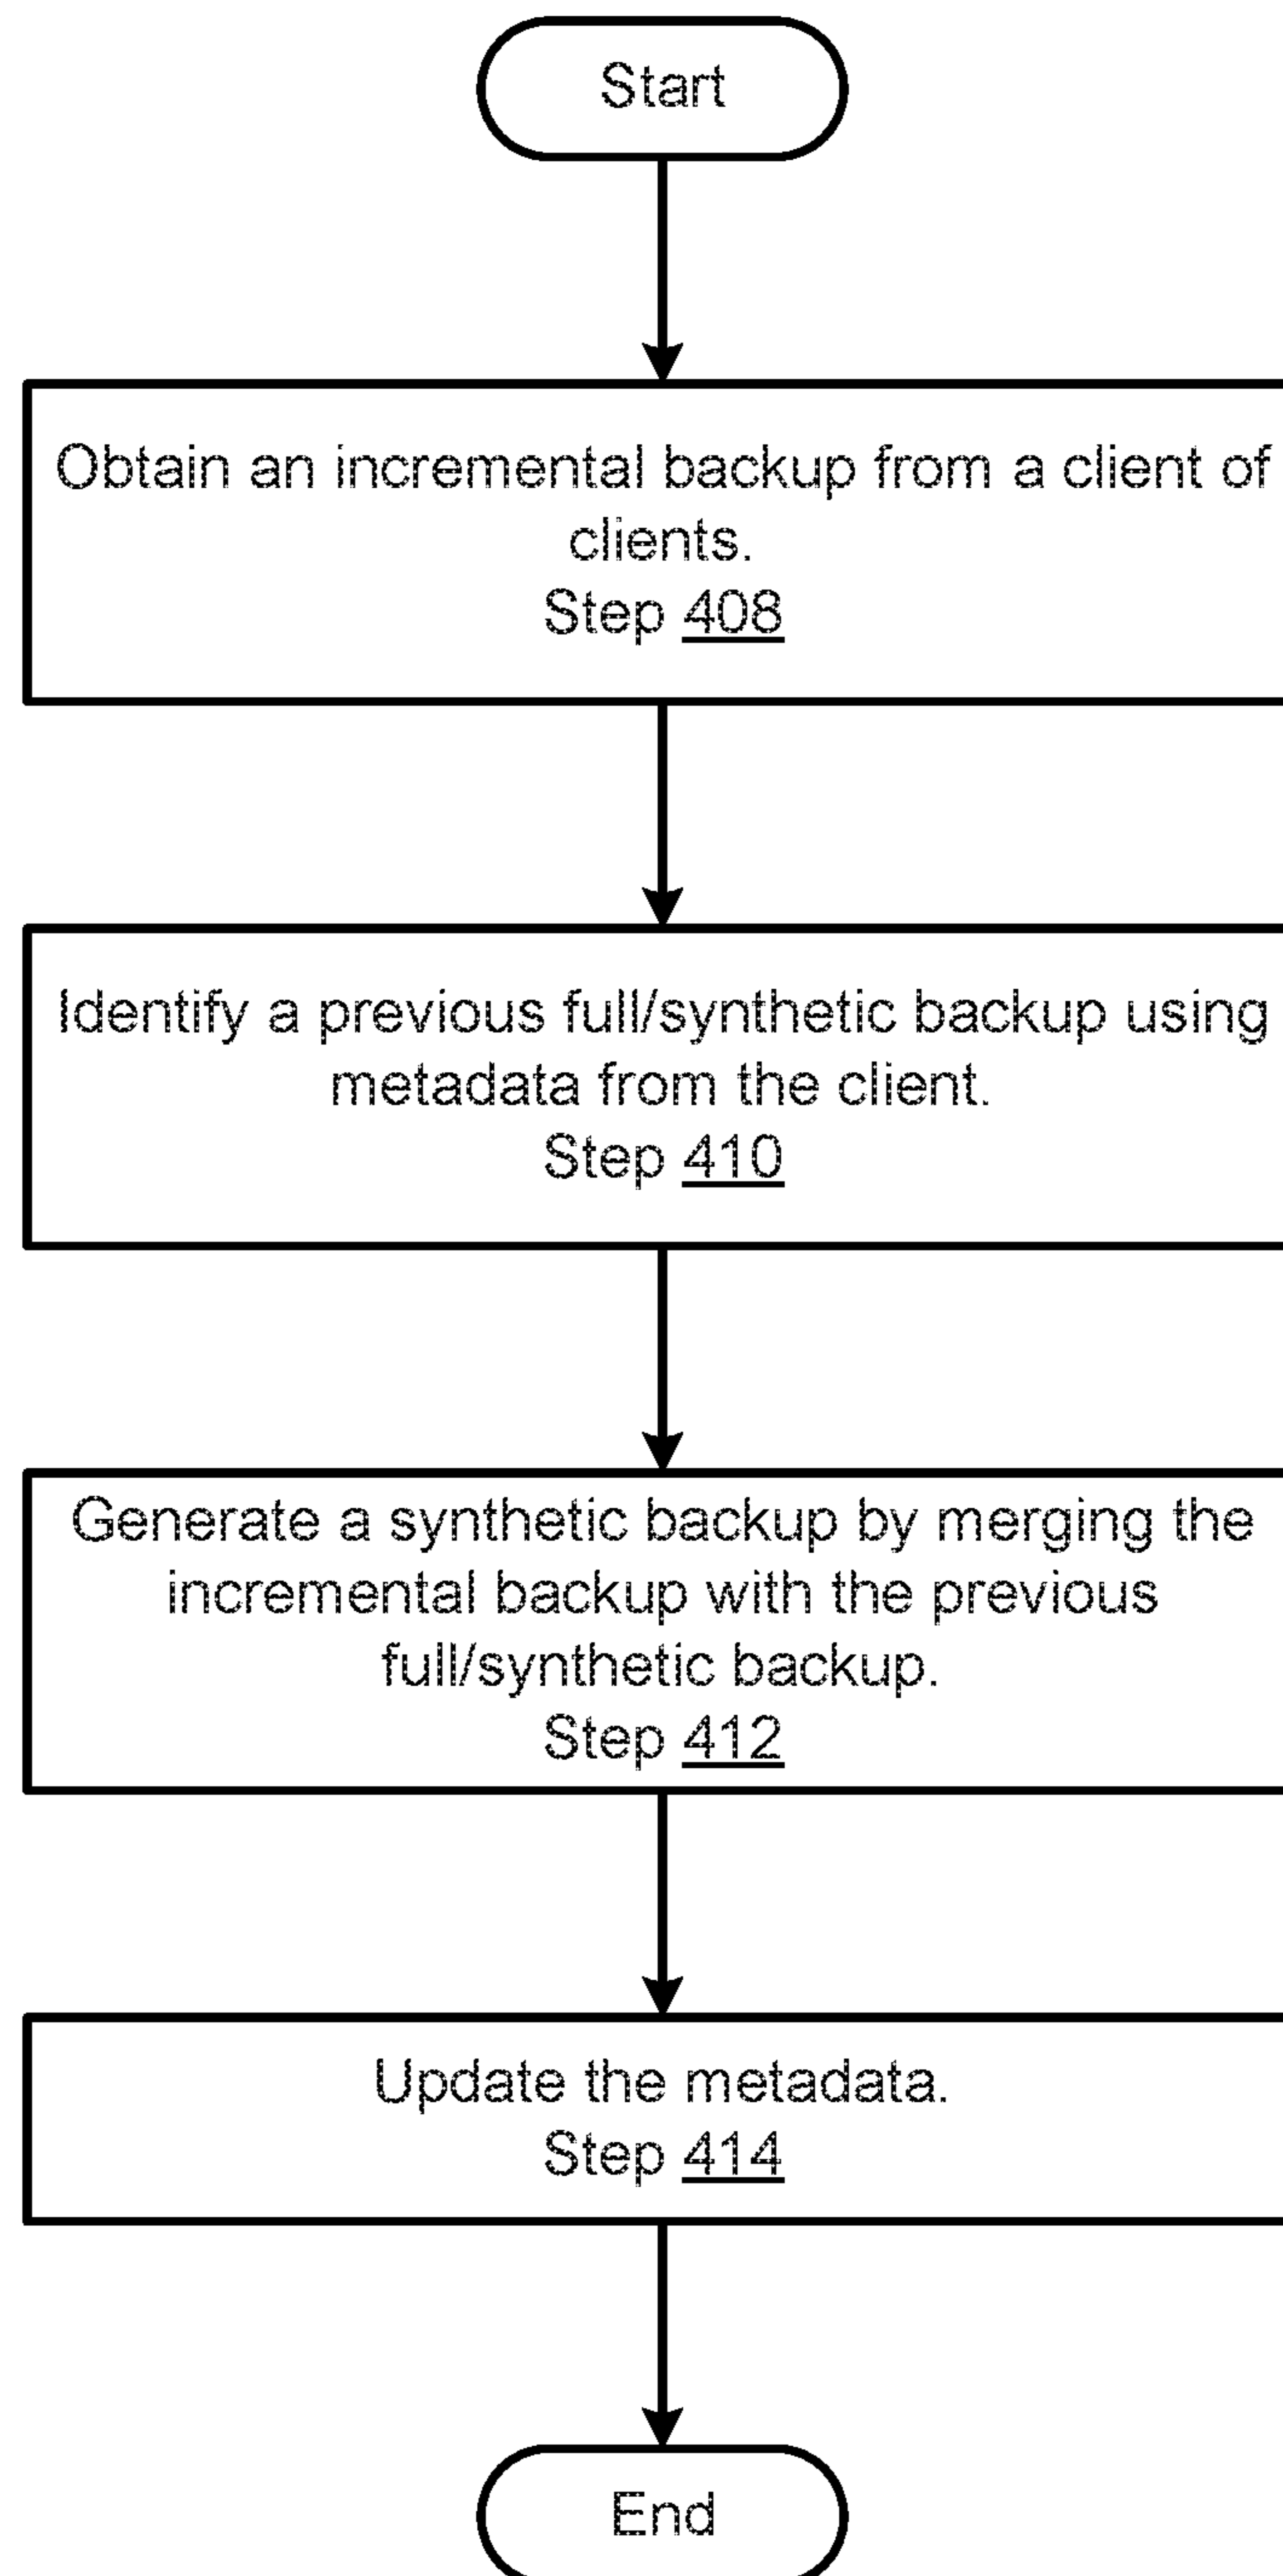 Start
Obtain an incremental backup from a client of
clients.
Step 408
Identify a previous full/synthetic backup using
metadata from the client.
Step 410
Generate a synthetic backup by merging the
incremental backup with the previous
full/synthetic backup.
Step 412
Update the metadata.
Step 414
End